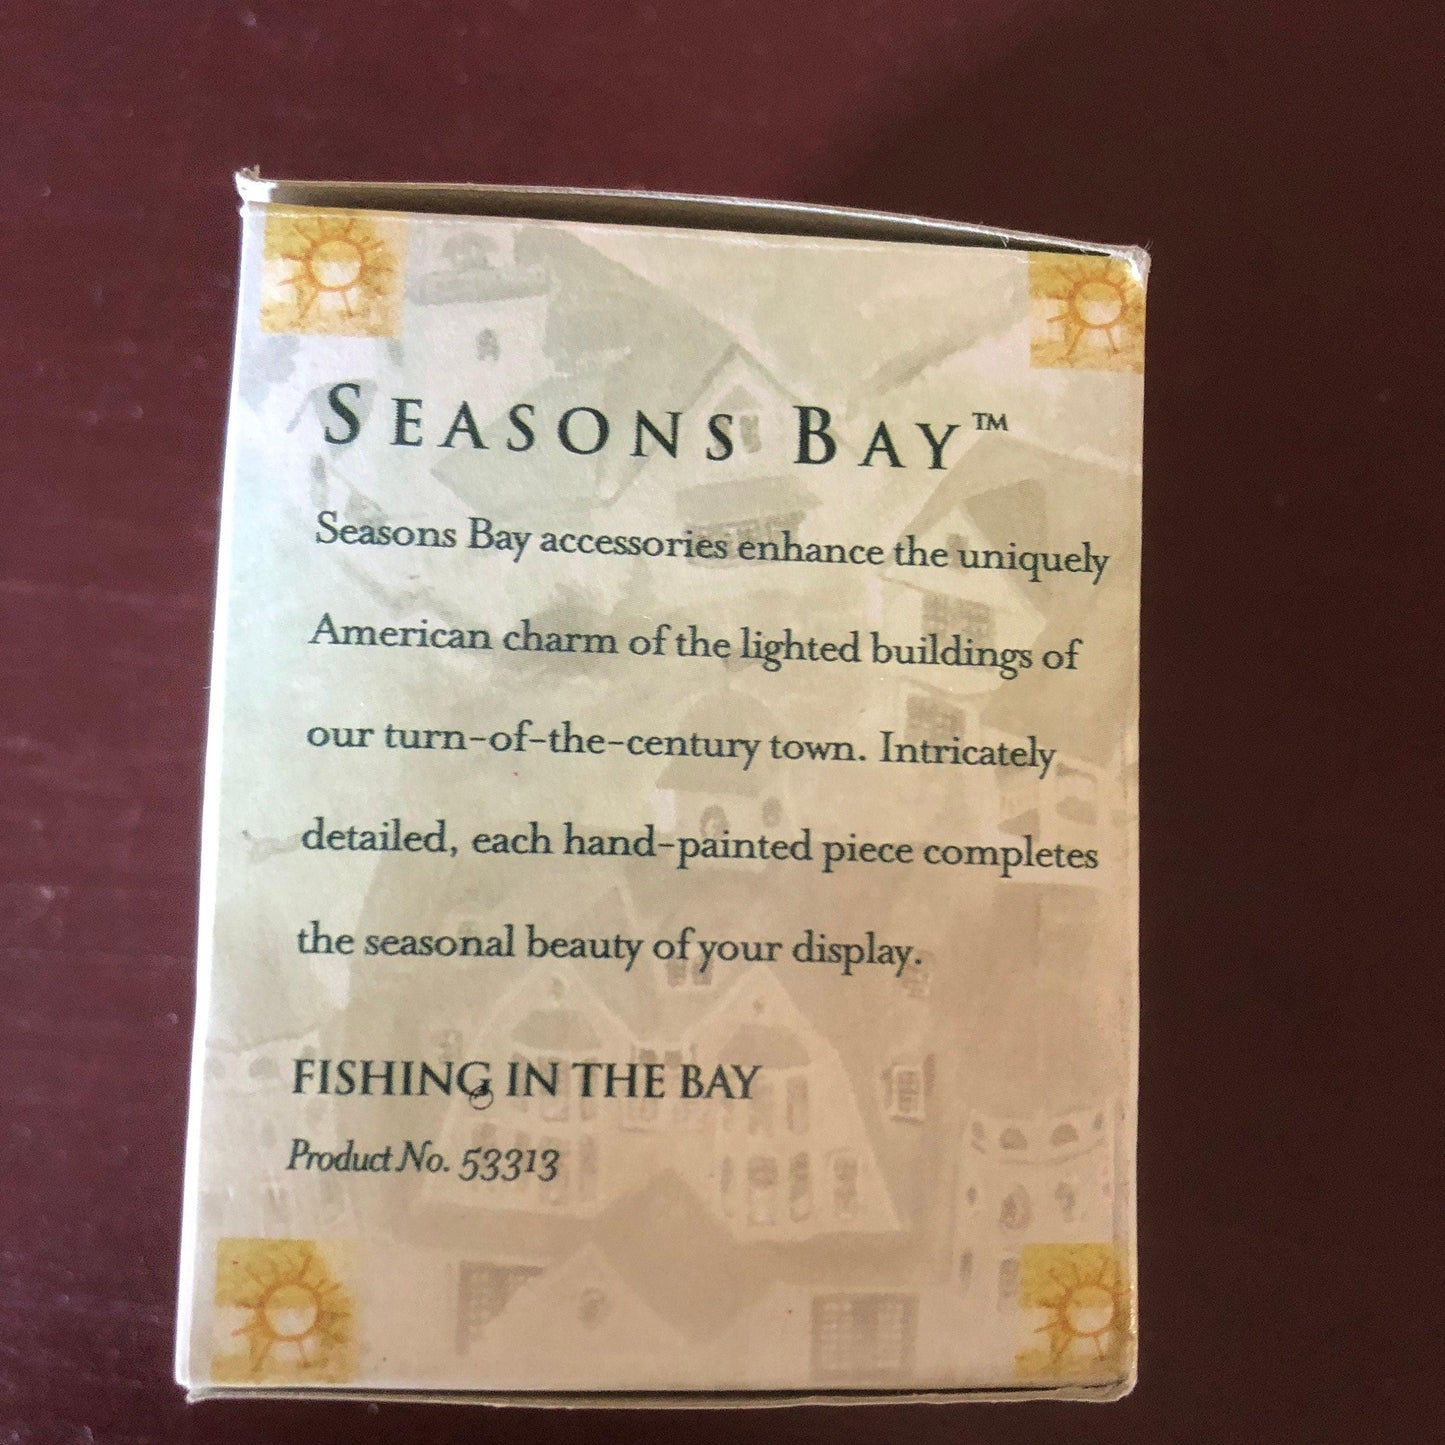 SEASONS BAY™
Seasons Bay accessories enhance the uniquely
American charm of the lighted buildings of
our turn-of-the-century town. Intricately
detailed, each hand-painted piece completes
the seasonal beauty of your display.
FISHING IN THE BAY
Product No. 53313